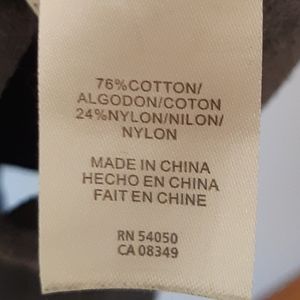 76%COTTON/
ALGODON/COTON
24%NYLON/NILON/
NYLON
MADE IN CHINA
HECHO EN CHINA
FAIT EN CHINE
RN 54050
CA 08349